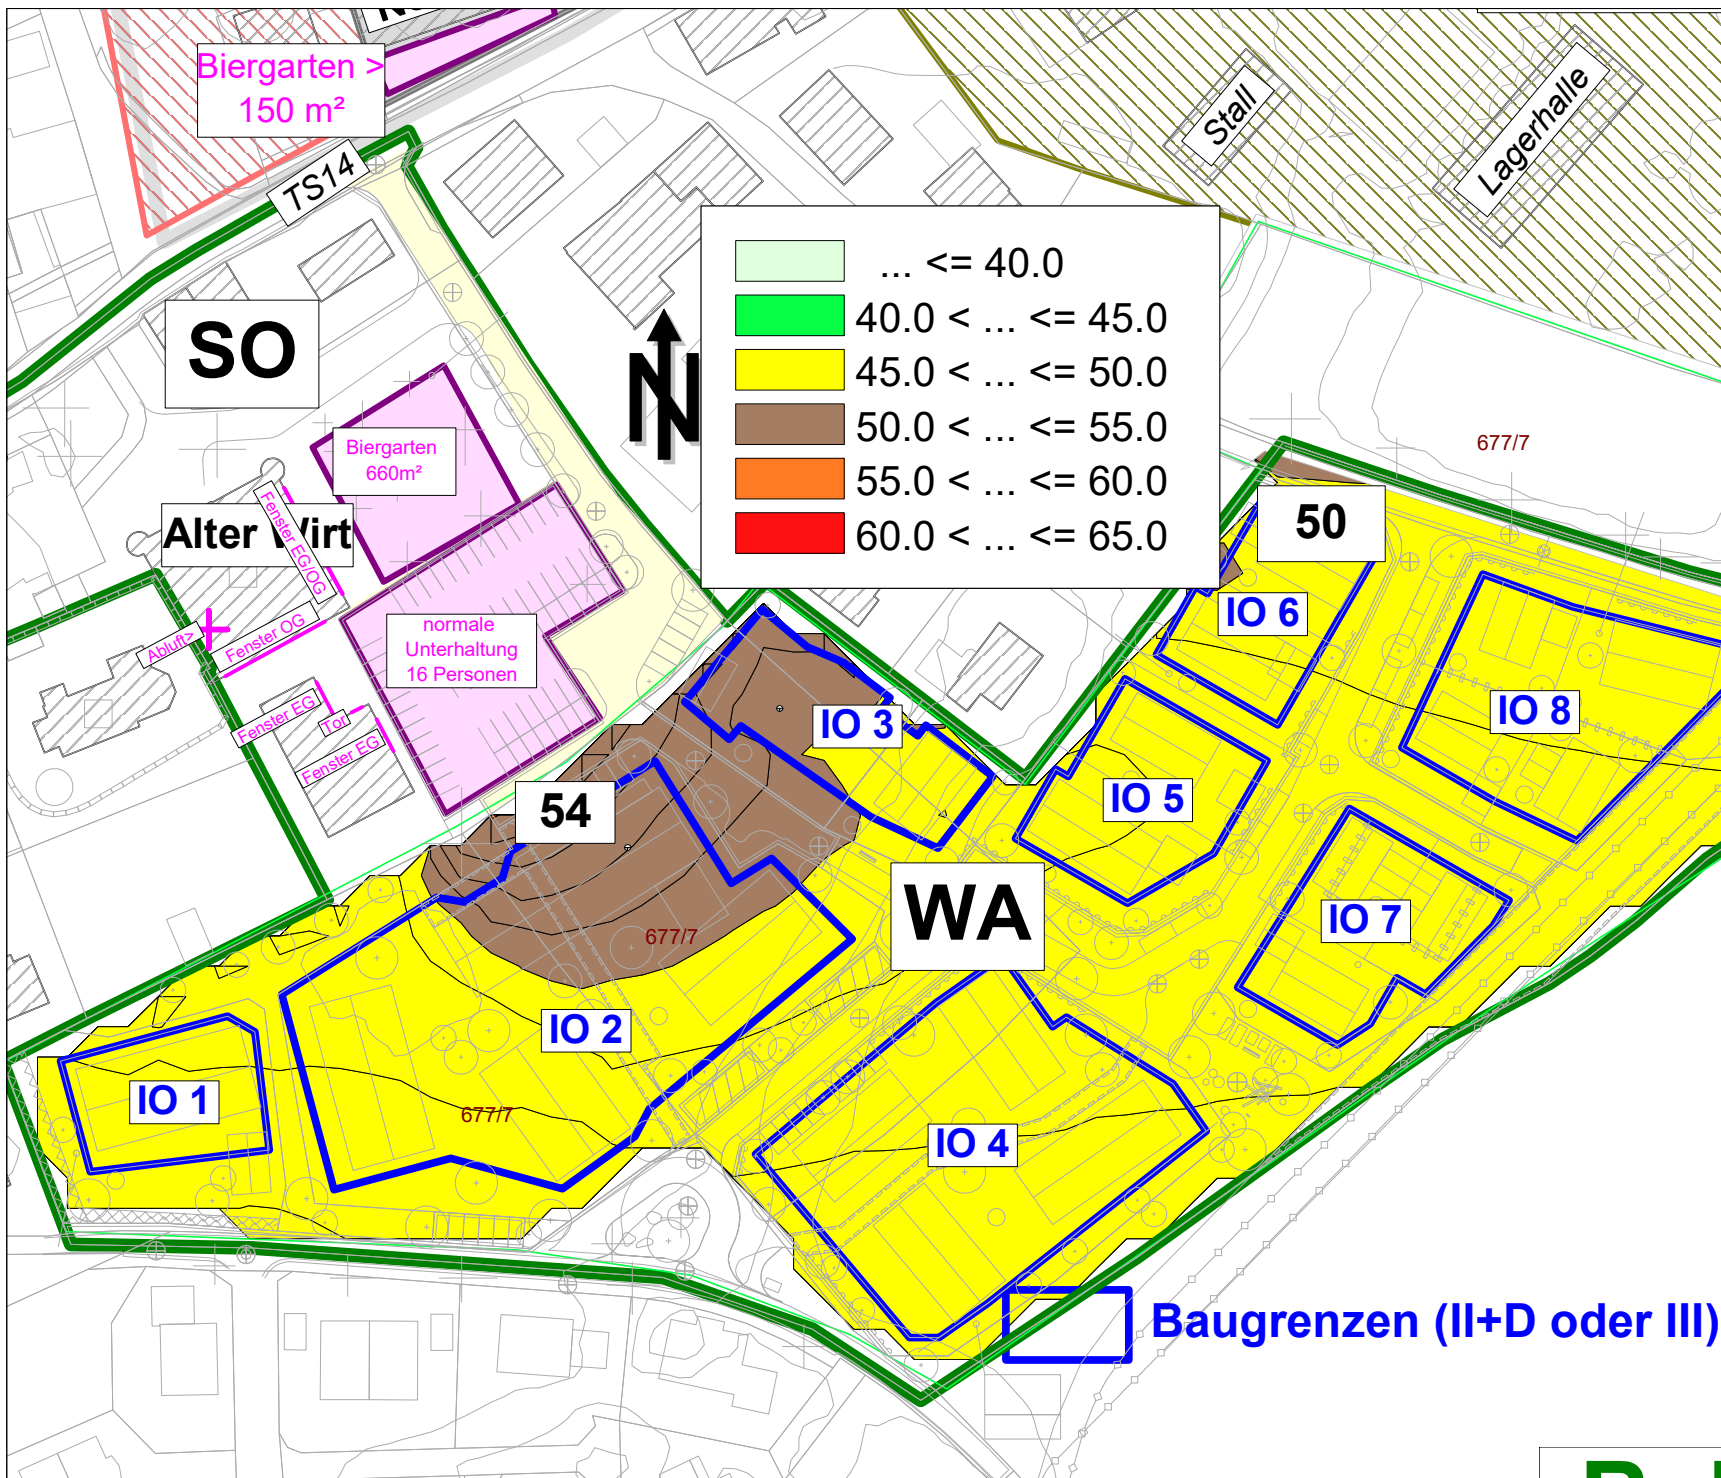 Biergarten >
150 m²
TS14
Stall
Lagerhalle
SO
... <= 40.0
40.0 < ... <= 45.0
45.0 < ... <= 50.0
50.0 < ... <= 55.0
55.0 < ... <= 60.0
60.0 < ... <= 65.0
N
Biergarten
660m²
677/7
Fenster EG/OG
Alter Wirt
50
normale
Unterhaltung
16 Personen
Abluft>
Fenster OG
IO 6
Fenster EG
Tor
Fenster EG
IO 3
IO 8
54
IO 5
WA
IO 7
677/7
IO 2
IO 1
677/7
IO 4
Baugrenzen (II+D oder III)